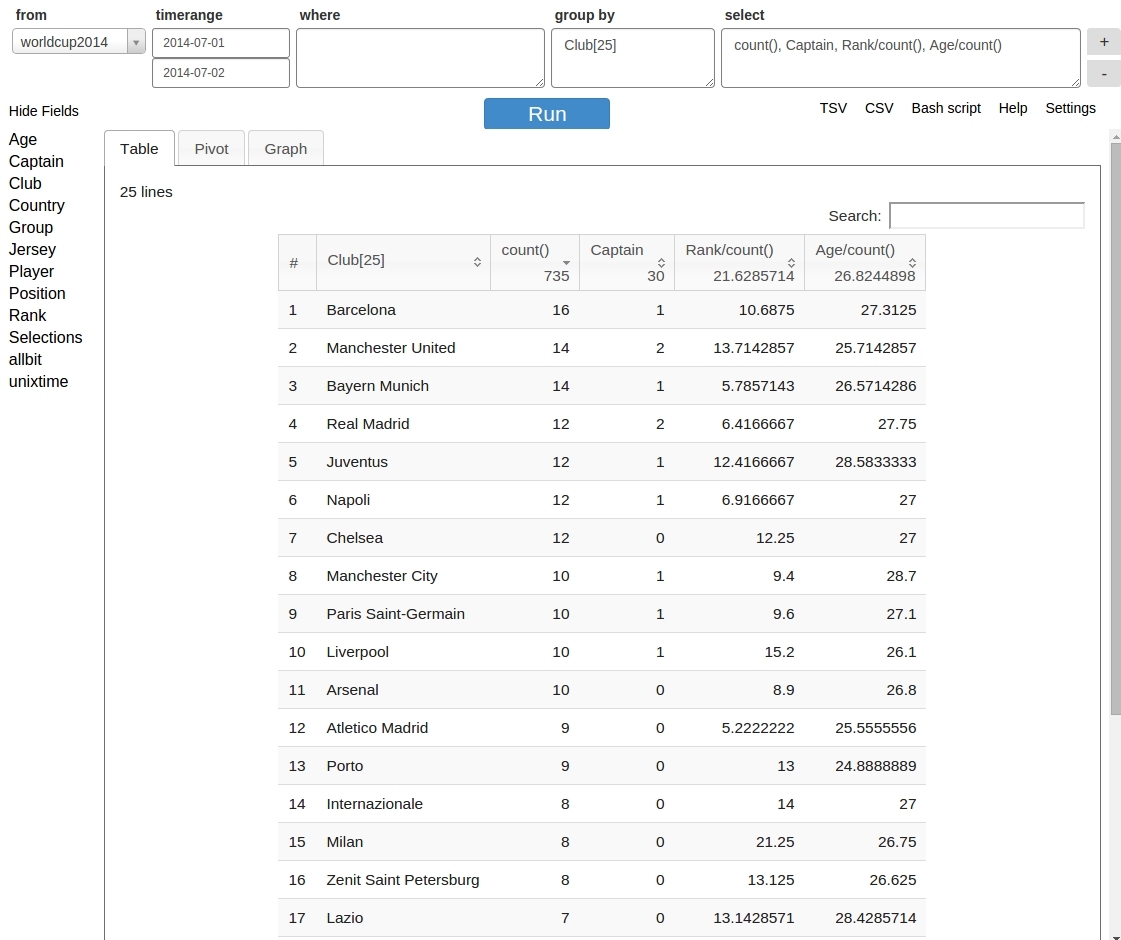 from timerange where group by select
worldcup2014 2014-07-01 Club[25] count(), Captain, Rank/count(), Age/count() +
2014-07-02 -
Hide Fields Run TSV CSV Bash script Help Settings
Age
Captain
Club
Country
Group
Jersey
Player
Position
Rank
Selections
allbit
unixtime
Table Pivot Graph
25 lines
Search:
# Club[25] count() Captain Rank/count() Age/count()
735 30 21.6285714 26.8244898
1 Barcelona 16 1 10.6875 27.3125
2 Manchester United 14 2 13.7142857 25.7142857
3 Bayern Munich 14 1 5.7857143 26.5714286
4 Real Madrid 12 2 6.4166667 27.75
5 Juventus 12 1 12.4166667 28.5833333
6 Napoli 12 1 6.9166667 27
7 Chelsea 12 0 12.25 27
8 Manchester City 10 1 9.4 28.7
9 Paris Saint-Germain 10 1 9.6 27.1
10 Liverpool 10 1 15.2 26.1
11 Arsenal 10 0 8.9 26.8
12 Atletico Madrid 9 0 5.2222222 25.5555556
13 Porto 9 0 13 24.8888889
14 Internazionale 8 0 14 27
15 Milan 8 0 21.25 26.75
16 Zenit Saint Petersburg 8 0 13.125 26.625
17 Lazio 7 0 13.1428571 28.4285714